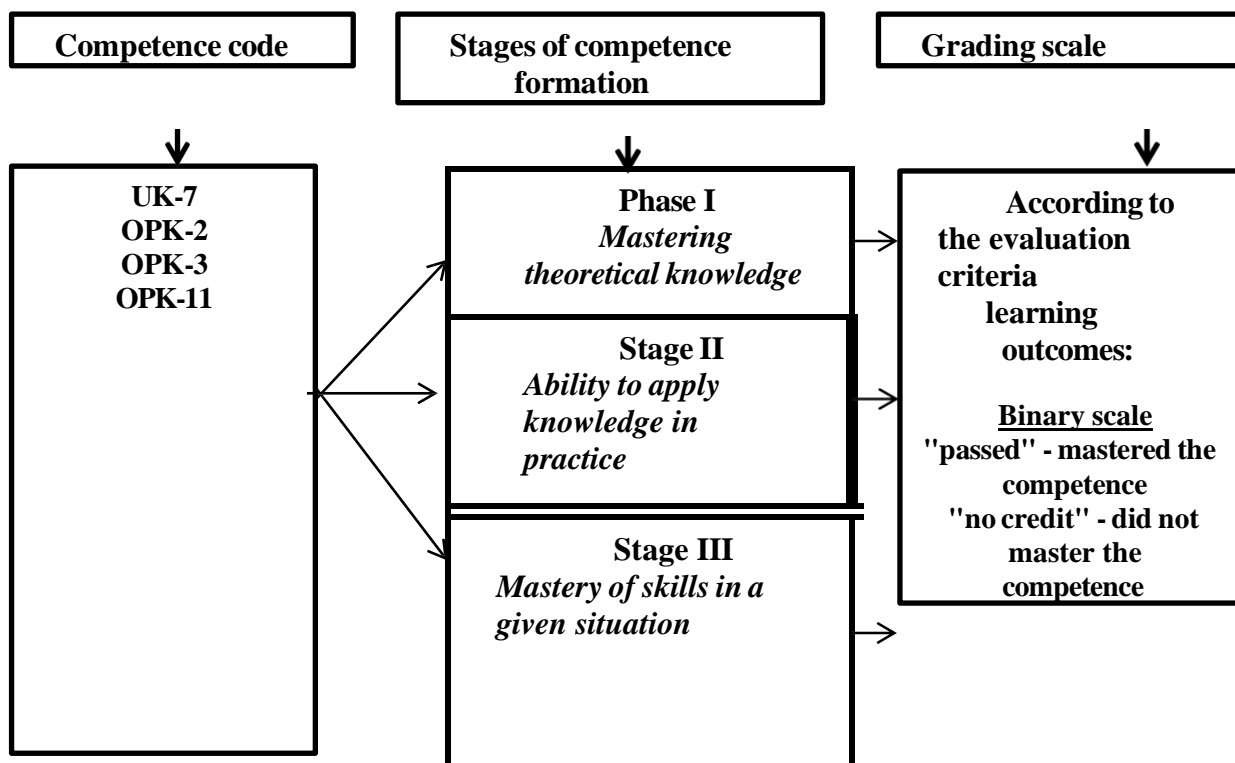 Competence code
Stages of competence
formation
Grading scale
UK-7
OPK-2
OPK-3
OPK-11
Phase I
Mastering
theoretical knowledge
Stage II
Ability to apply
knowledge in
practice
Stage III
Mastery of skills in a
given situation
According to
the evaluation
criteria
learning
outcomes:
Binary scale
"passed" - mastered the
competence
"no credit" - did not
master the
competence